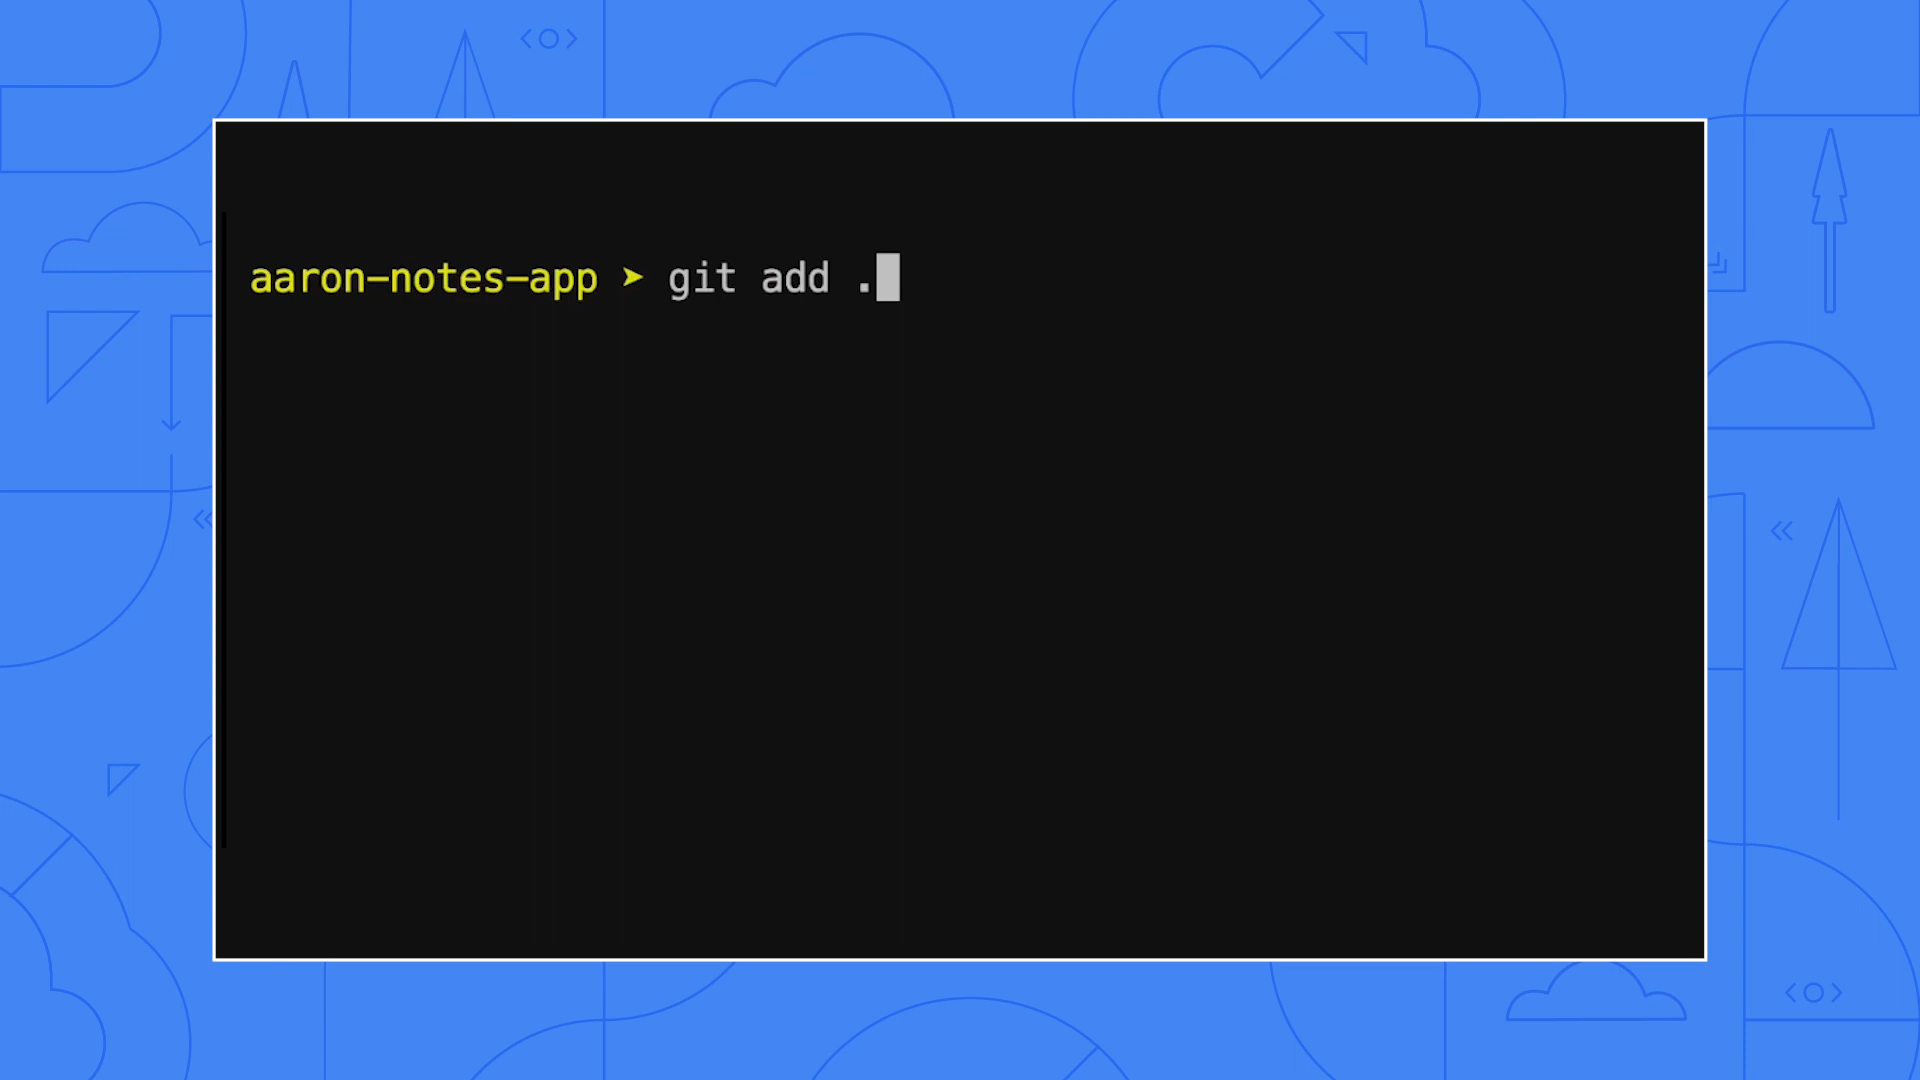 aaron-notes-app ➤ git add .